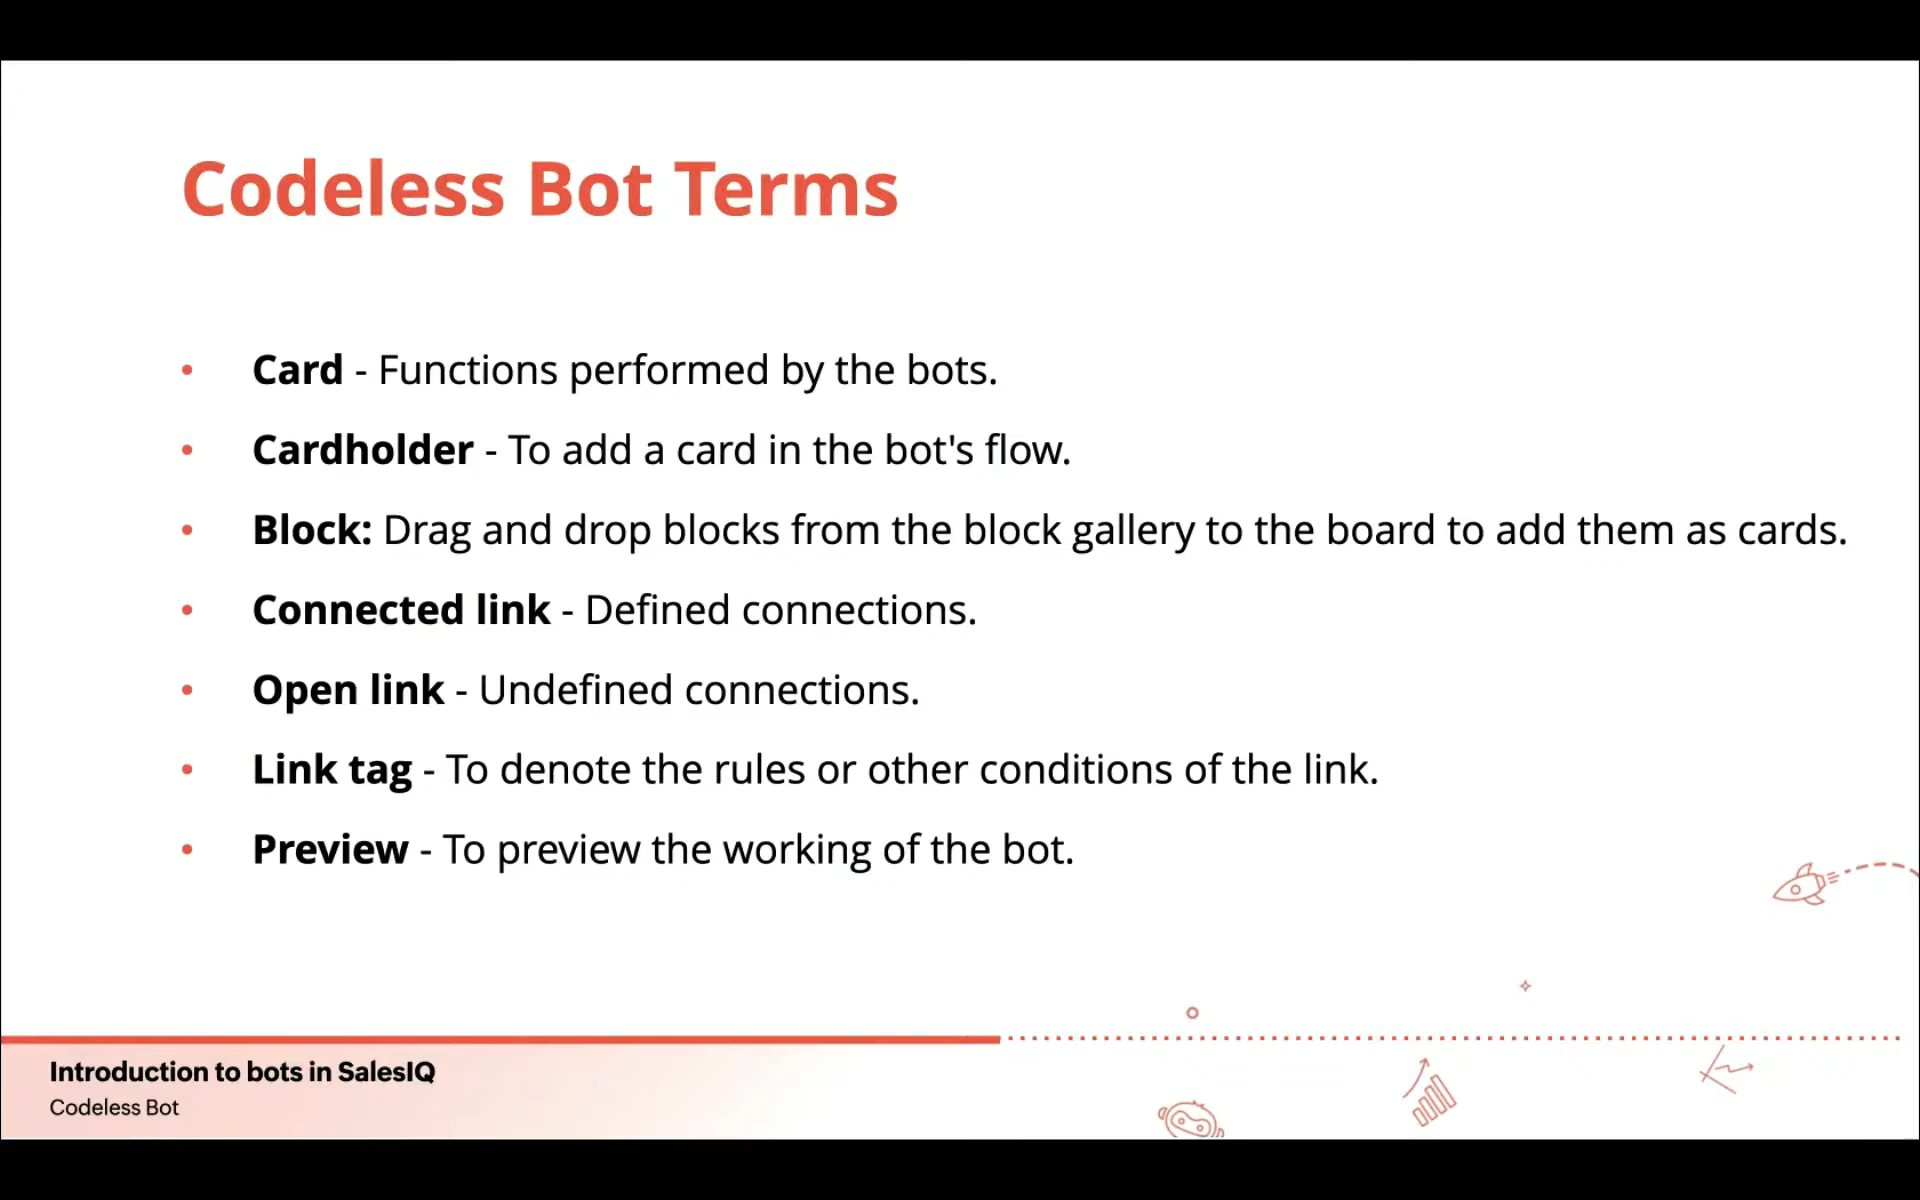 Codeless Bot Terms
• Card - Functions performed by the bots.
• Cardholder - To add a card in the bot's flow.
• Block: Drag and drop blocks from the block gallery to the board to add them as cards.
• Connected link - Defined connections.
• Open link - Undefined connections.
• Link tag - To denote the rules or other conditions of the link.
• Preview - To preview the working of the bot.
Introduction to bots in SalesIQ
Codeless Bot